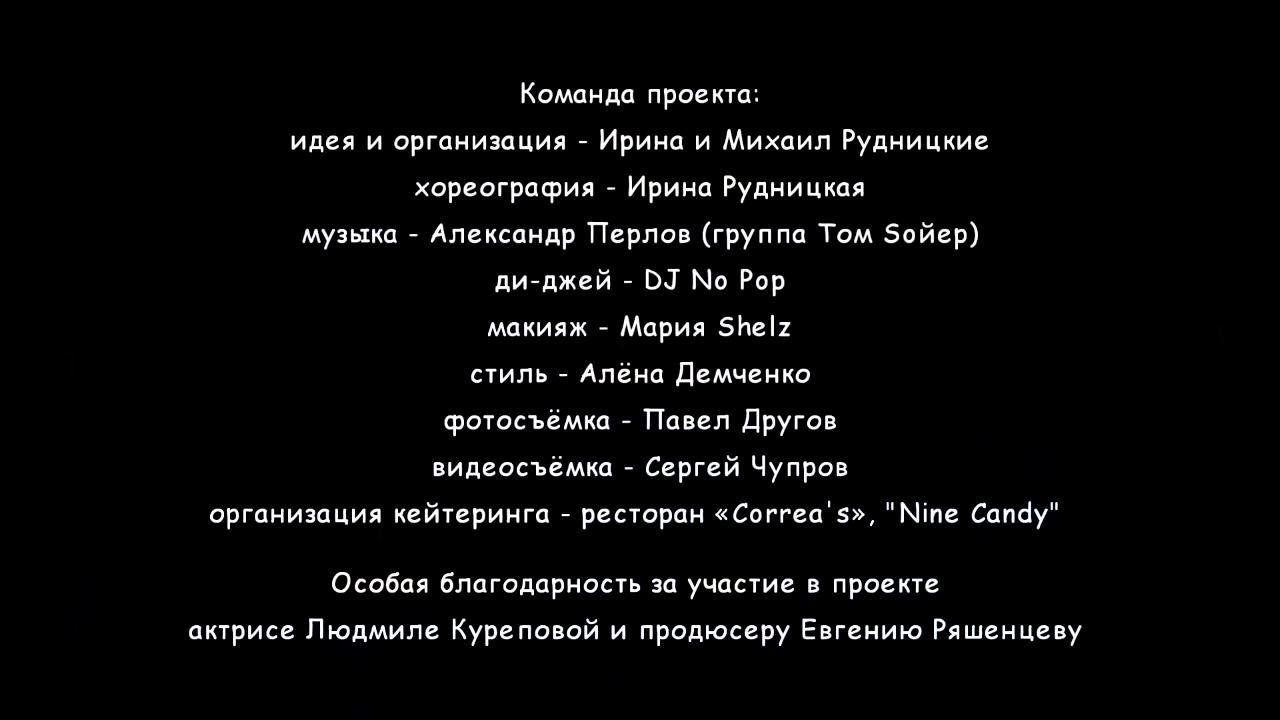 Команда проекта:
идея и организация - Ирина и Михаил Рудницкие
хореография - Ирина Рудницкая
музыка - Александр Перлов (группа Том Sойер)
ди-джей - DJ No Pop
макияж - Мария Shelz
стиль - Алёна Демченко
фотосъёмка - Павел Другов
видеосъёмка - Сергей Чупров
организация кейтеринга - ресторан «Correa's», "Nine Candy"
Особая благодарность за участие в проекте
актрисе Людмиле Куреповой и продюсеру Евгению Ряшенцеву